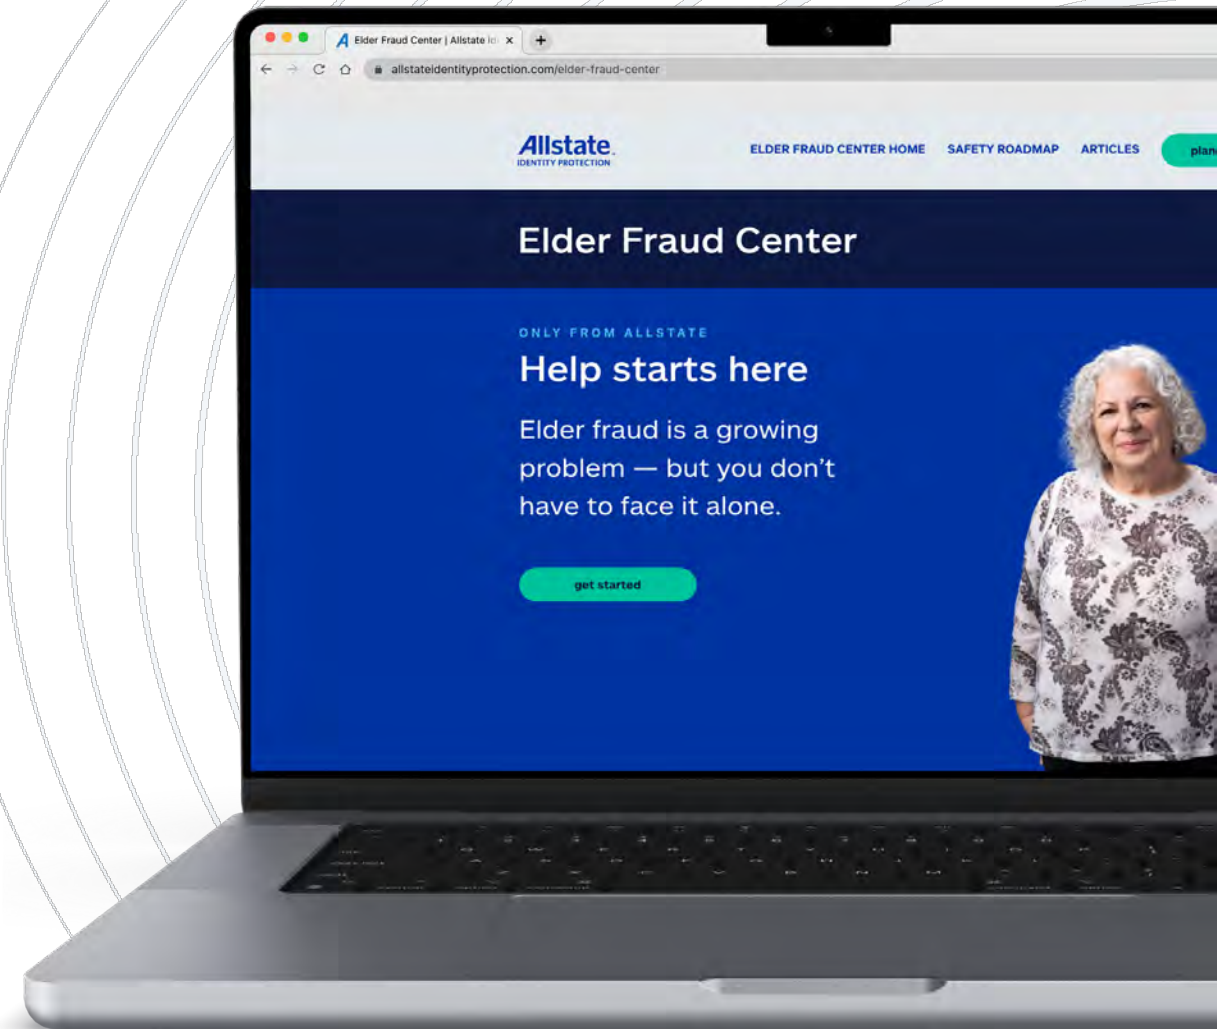 Elder Fraud Center | Allstate Id
allstateidentityprotection.com/elder-fraud-center
Allstate
IDENTITY PROTECTION
ELDER FRAUD CENTER HOME
SAFETY ROADMAP
ARTICLES
Elder Fraud Center
ONLY FROM ALLSTATE
Help starts here
Elder fraud is a growing
problem — but you don’t
have to face it alone.
get started